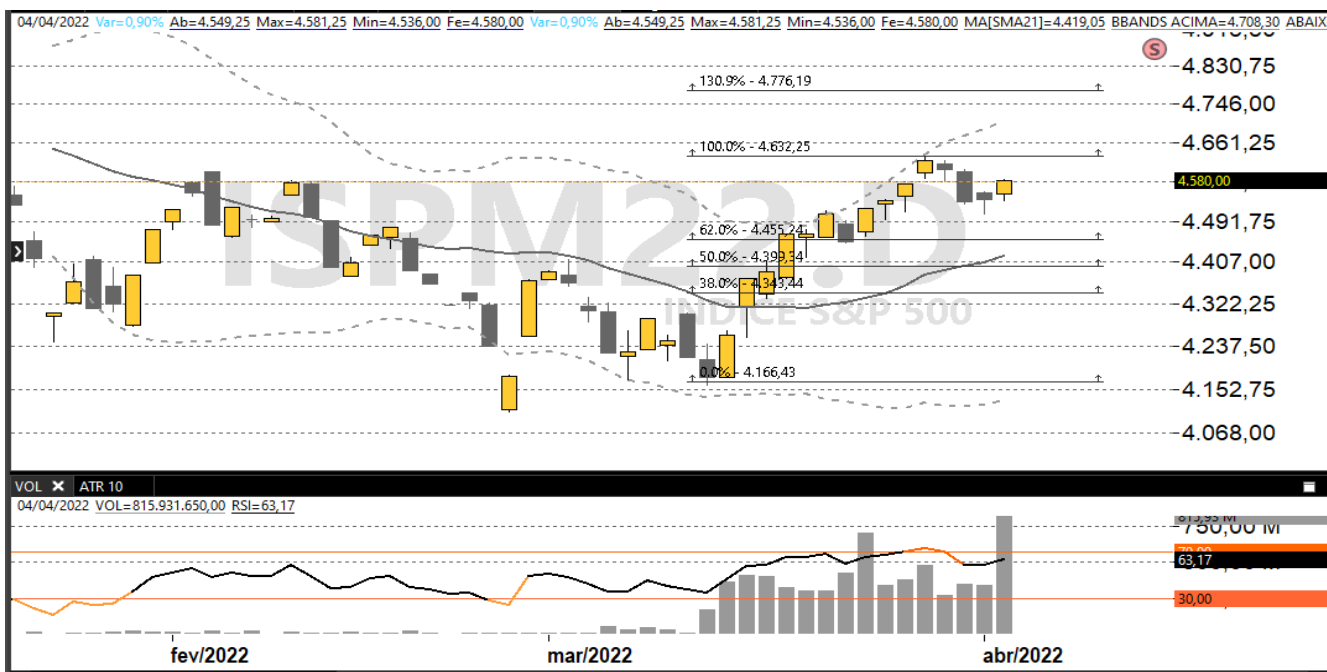 04/04/2022 Var=0,90% Ab=4.549,25 Max=4.581,25 Min=4.536,00 Fe=4.580,00 Var=0,90% Ab=4.549,25 Max=4.581,25 Min=4.536,00 Fe=4.580,00 MA[SMA21]=4.419,05 BBANDS ACIMA=4.708,30 ABAIX
S
4.830,75
130.9% - 4.776,19
4.746,00
4.661,25
100.0% - 4.632,25
4.580,00
ISPM22.D
4.491,75
62.0% - 4.455,24
4.407,00
50.0% - 4.399,34
38.0% - 4.343,44
4.322,25
INDICE S&P 500
4.237,50
0.0% - 4.166,43
4.152,75
4.068,00
VOL ATR 10
04/04/2022 VOL=815.931.650,00 RSI=63,17
815,93 M
750,00 M
70,00
63,17
30,00
fev/2022 mar/2022 abr/2022